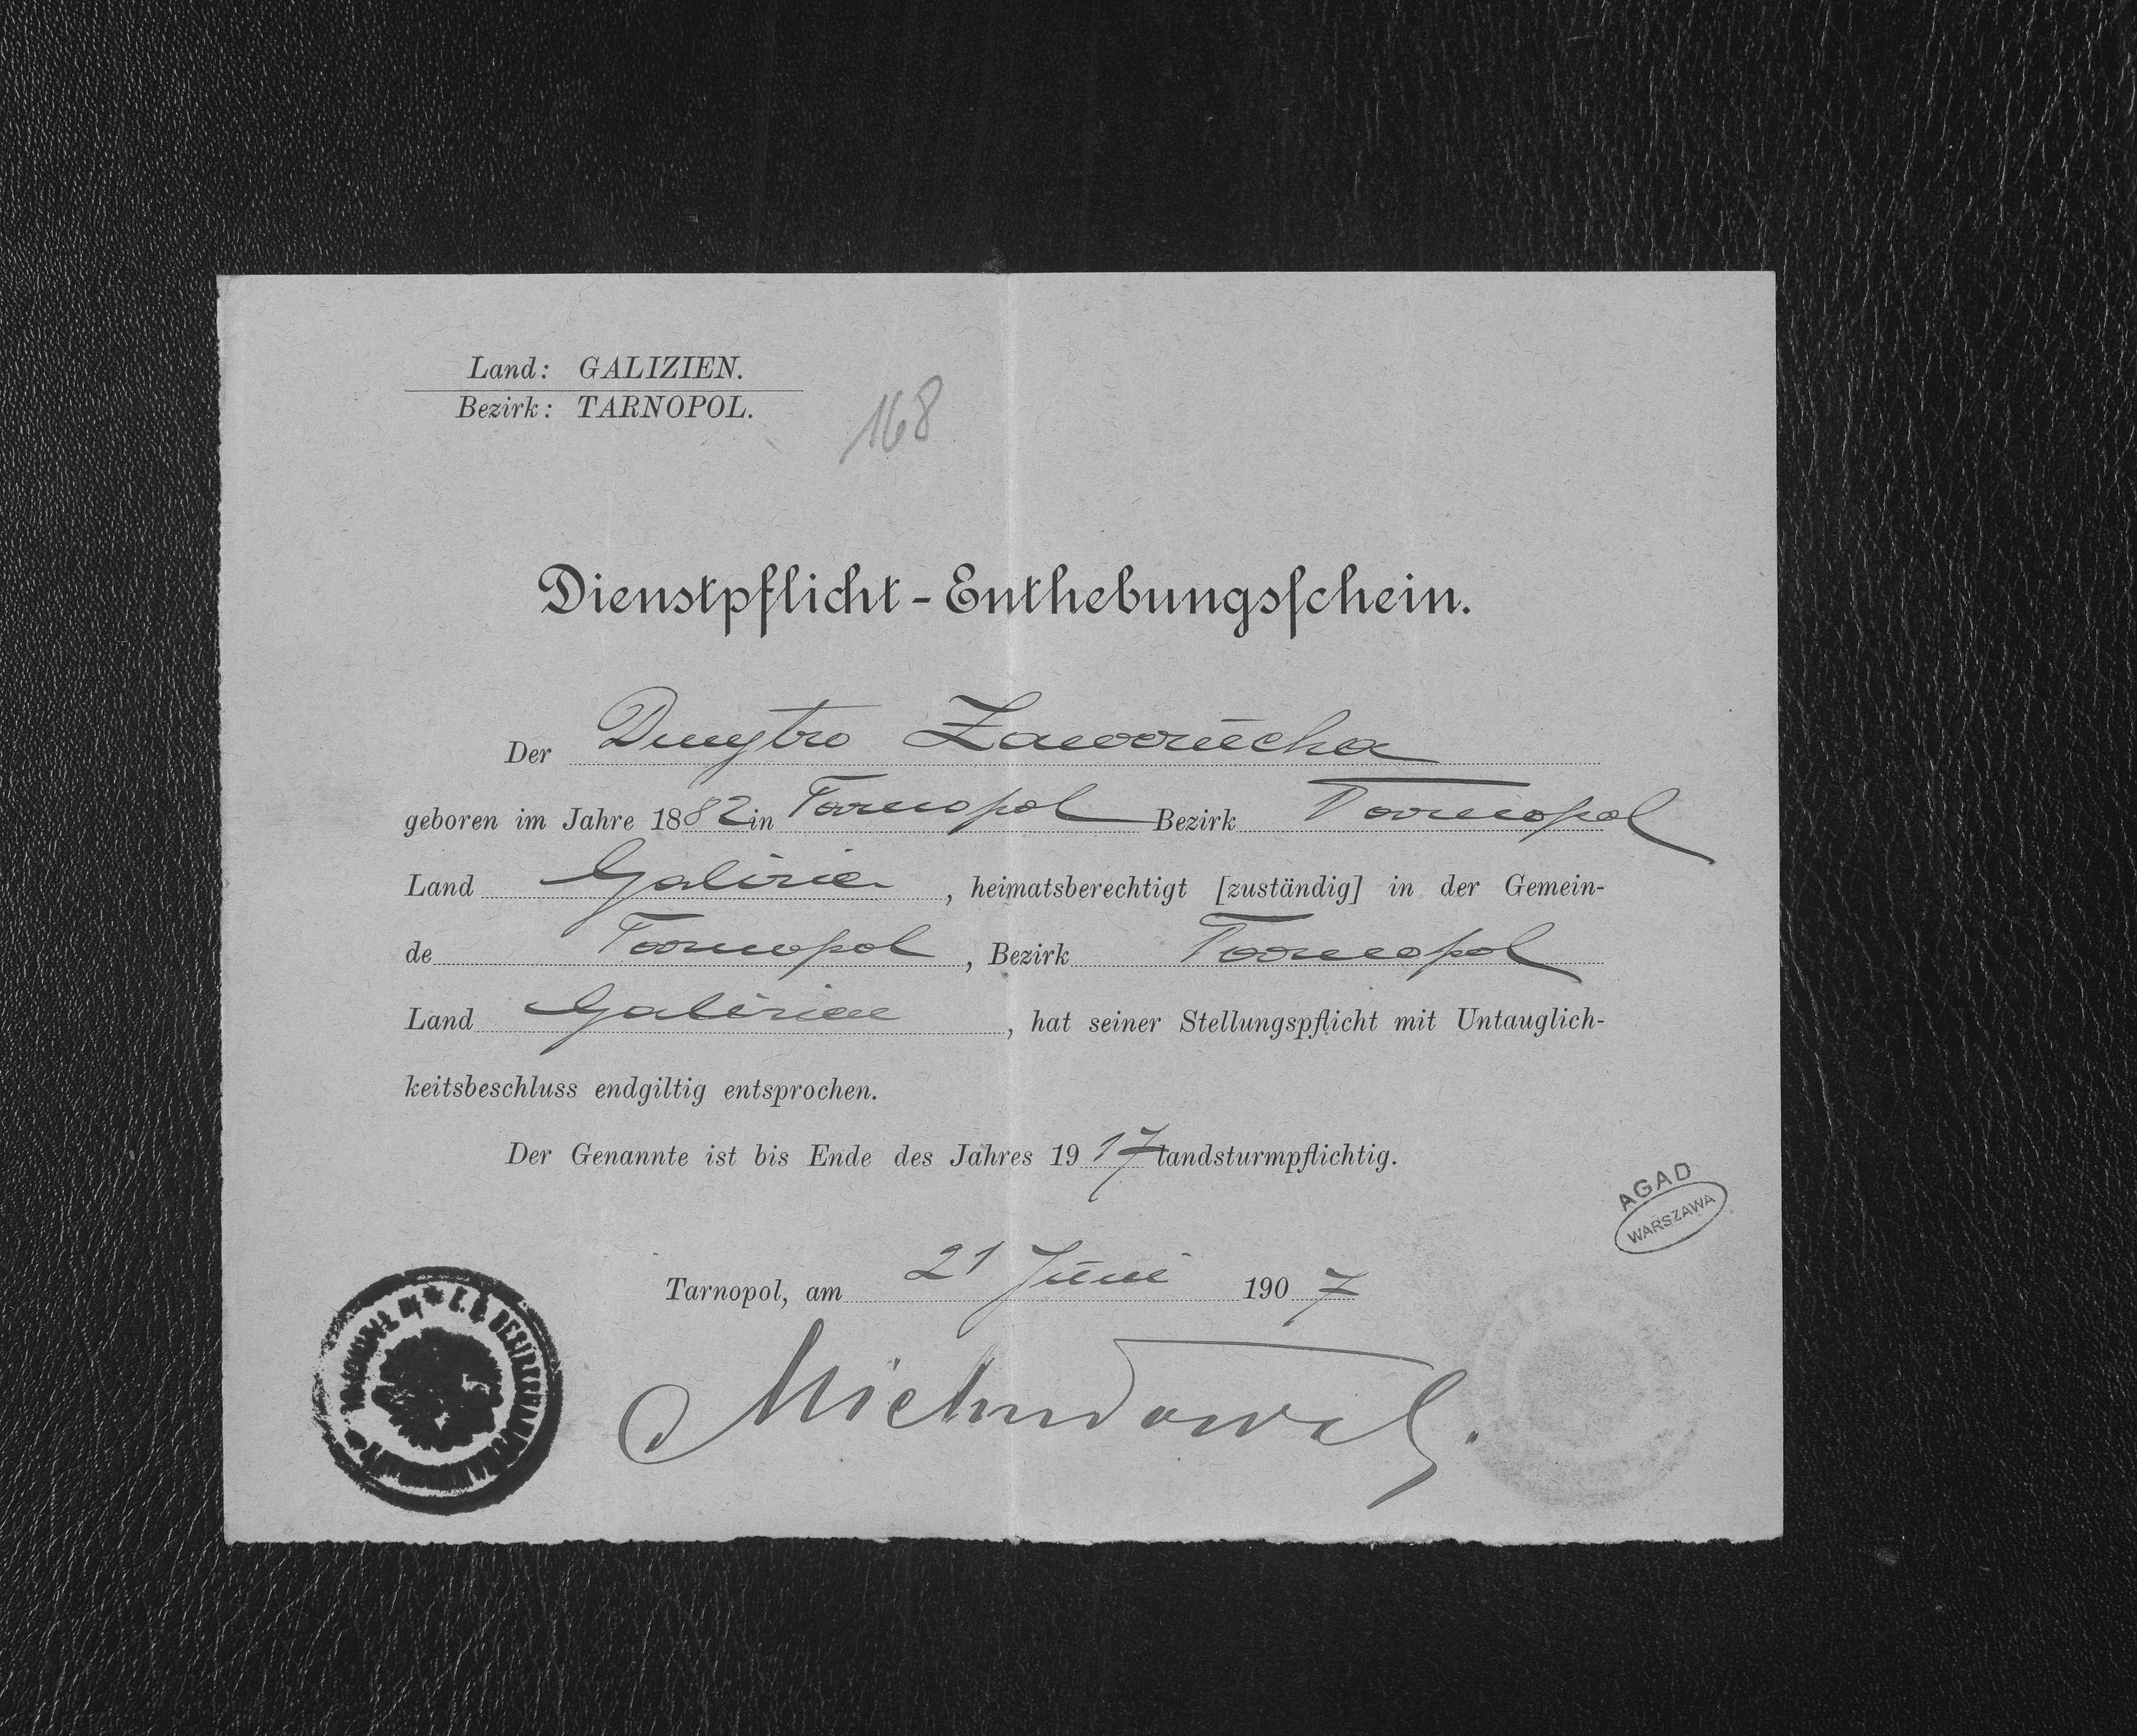 Land: GALIZIEN.
Bezirk: TARNOPOL.
168
Dienstpflicht-Enthebungsschein.
Der Dmytro Zaworucha
geboren im Jahre 1882 in Tarnopol Bezirk Tarnopol
Land Galizien, heimatsberechtigt [zuständig] in der Gemein-
de Tarnopol, Bezirk Tarnopol
Land Galizien, hat seiner Stellungspflicht mit Untauglich-
keitsbeschluss endgiltig entsprochen.
Der Genannte ist bis Ende des Jahres 1917 landsturmpflichtig.
AGAD
WARSZAWA
Tarnopol, am 21 Juni 1907
K. K. BEZIRKSHAUPTMANNSCHAFT